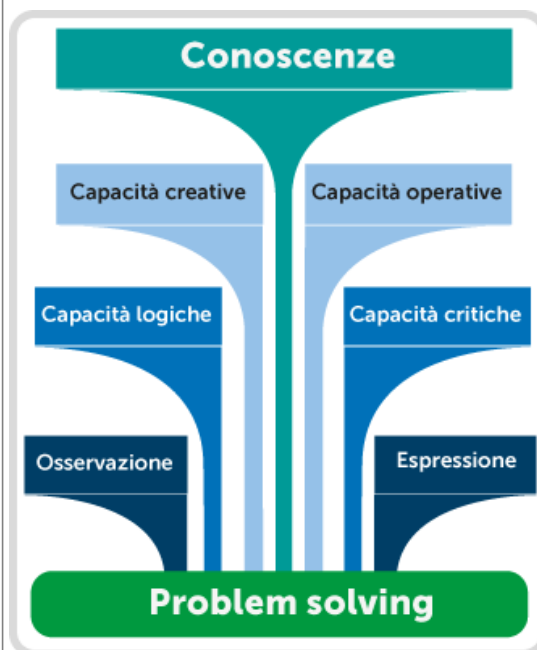 Conoscenze
Capacità creative
Capacità operative
Capacità logiche
Capacità critiche
Osservazione
Espressione
Problem solving